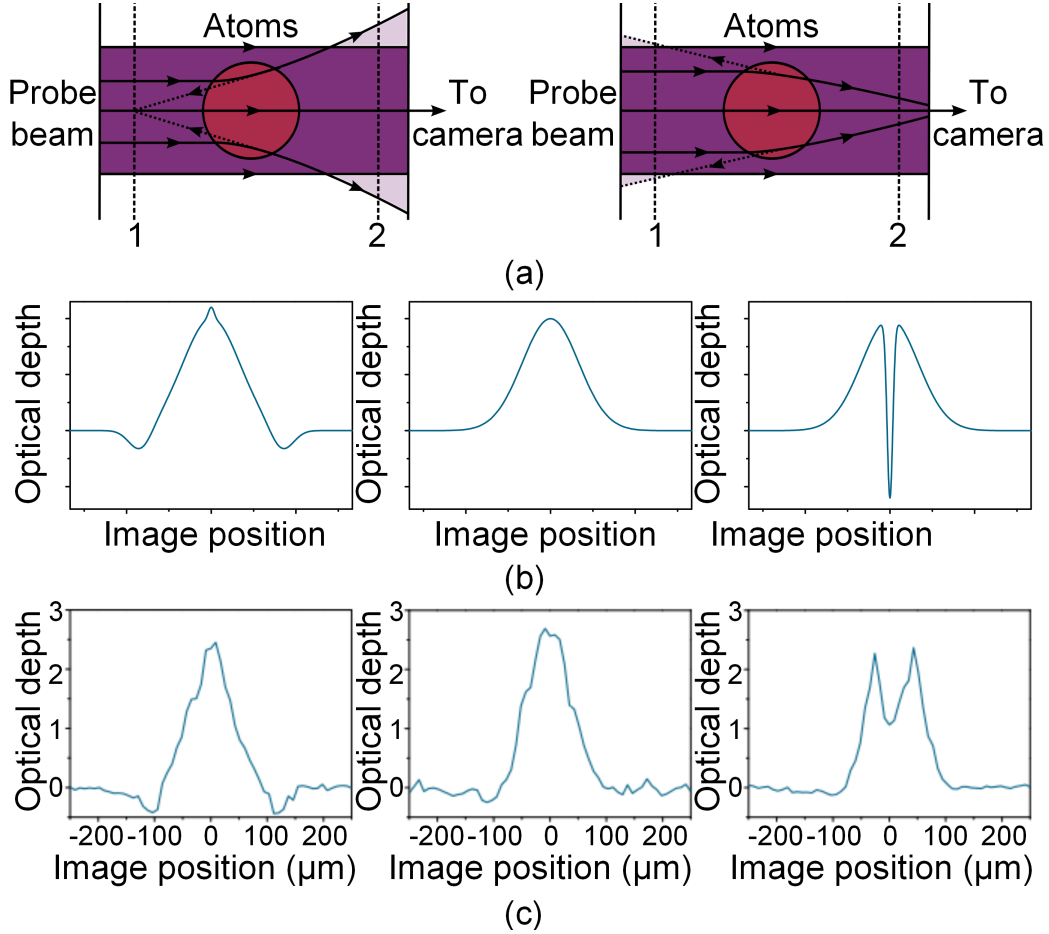 Atoms
Probe
beam
To
camera
1
2
Atoms
Probe
beam
To
camera
1
2
(a)
Optical depth
Image position
Optical depth
Image position
Optical depth
Image position
(b)
Optical depth
3
2
1
0
-200
-100
0
100
200
Image position (μm)
Optical depth
3
2
1
0
-200
-100
0
100
200
Image position (μm)
Optical depth
3
2
1
0
-200
-100
0
100
200
Image position (μm)
(c)